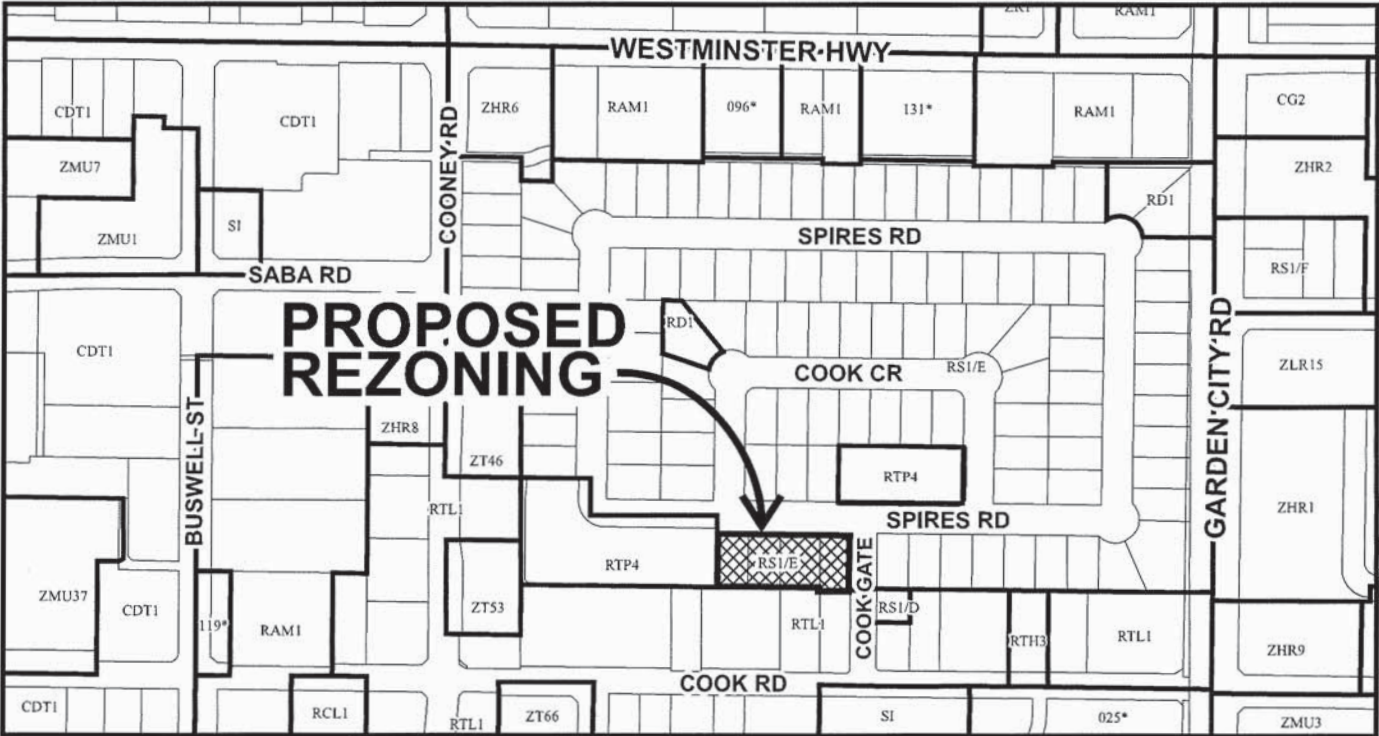 ZR1
RAM1
WESTMINSTER HWY
CDT1
CDT1
ZHR6
RAM1
096*
RAM1
131*
RAM1
CG2
COONEY RD
ZMU7
ZHR2
RD1
ZMU1
SI
SPIRES RD
RS1/F
SABA RD
PROPOSED
REZONING
RD1
GARDEN CITY RD
CDT1
COOK CR
RS1/E
ZLR15
BUSWELL ST
ZHR8
ZT46
RTP4
RTL1
SPIRES RD
ZHR1
RTP4
RS1/E
COOK GATE
ZMU37
CDT1
119*
RAM1
ZT53
RTL1
RS1/D
RTH3
RTL1
ZHR9
COOK RD
CDT1
RCL1
RTL1
ZT66
SI
025*
ZMU3